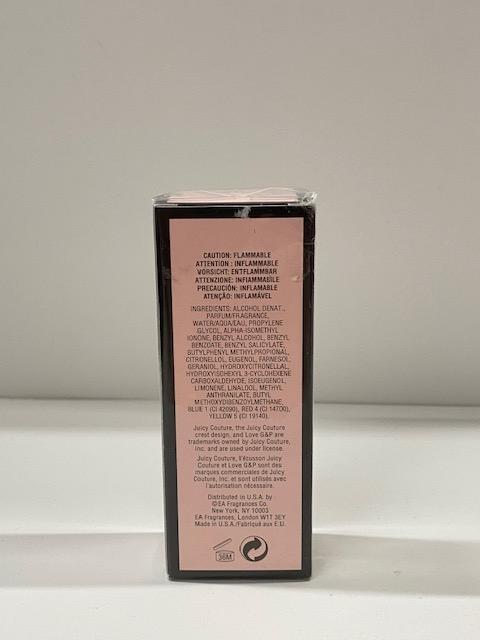 CAUTION: FLAMMABLE
ATTENTION : INFLAMMABLE
VORSICHT: ENTFLAMMBAR
ATTENZIONE: INFIAMMABILE
PRECAUCIÓN: INFLAMABLE
ATENÇÃO: INFLAMÁVEL
INGREDIENTS: ALCOHOL DENAT.,
PARFUM/FRAGRANCE,
WATER/AQUA/EAU, PROPYLENE
GLYCOL, ALPHA-ISOMETHYL
IONONE, BENZYL ALCOHOL, BENZYL
BENZOATE, BENZYL SALICYLATE,
BUTYLPHENYL METHYLPROPIONAL,
CITRONELLOL, EUGENOL, FARNESOL,
GERANIOL, HYDROXYCITRONELLAL,
HYDROXYISOHEXYL 3-CYCLOHEXENE
CARBOXALDEHYDE, ISOEUGENOL,
LIMONENE, LINALOOL, METHYL
ANTHRANILATE, BUTYL
METHOXYDIBENZOYLMETHANE,
BLUE 1 (CI 42090), RED 4 (CI 14700),
YELLOW 5 (CI 19140).
Juicy Couture, the Juicy Couture
crest design, and Love G&P are
trademarks owned by Juicy Couture,
Inc. and are used under license.
Juicy Couture, l'écusson Juicy
Couture et Love G&P sont des
marques commerciales de Juicy
Couture, Inc. et sont utilisés avec
l'autorisation nécessaire.
Distributed in U.S.A. by :
©EA Fragrances Co.
New York, NY 10003
EA Fragrances, London W1T 3EY
Made in U.S.A./Fabriqué aux E.U.
36M